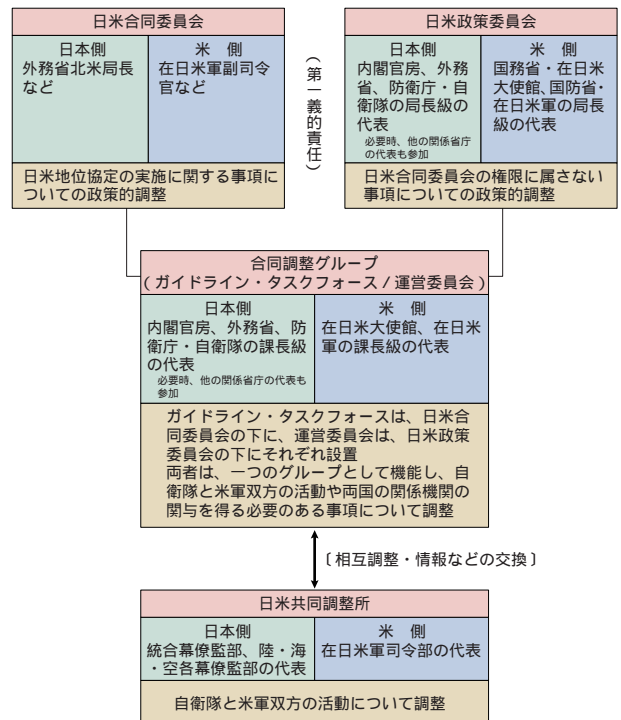 日米合同委員会
日本側
外務省北米局長
など
米　側
在日米軍副司令
官など
日米地位協定の実施に関する事項に
ついての政策的調整
（第一義的責任）
日米政策委員会
日本側
内閣官房、外務
省、防衛庁・自
衛隊の局長級の
代表
必要時、他の関係省庁
の代表も参加
米　側
国務省・在日米
大使館、国防省・
在日米軍の局長
級の代表
日米合同委員会の権限に属さない
事項についての政策的調整
合同調整グループ
（ガイドライン・タスクフォース/運営委員会）
日本側
内閣官房、外務省、防
衛庁・自衛隊の課長級
の代表
必要時、他の関係省庁の代表も
参加
米　側
在日米大使館、在日米
軍の課長級の代表
ガイドライン・タスクフォースは、日米合
同委員会の下に、運営委員会は、日米政策
委員会の下にそれぞれ設置
両者は、一つのグループとして機能し、自
衛隊と米軍双方の活動や両国の関係機関の
関与を得る必要のある事項について調整
〔相互調整・情報などの交換〕
日米共同調整所
日本側
統合幕僚監部、陸・海
・空各幕僚監部の代表
米　側
在日米軍司令部の代表
自衛隊と米軍双方の活動について調整